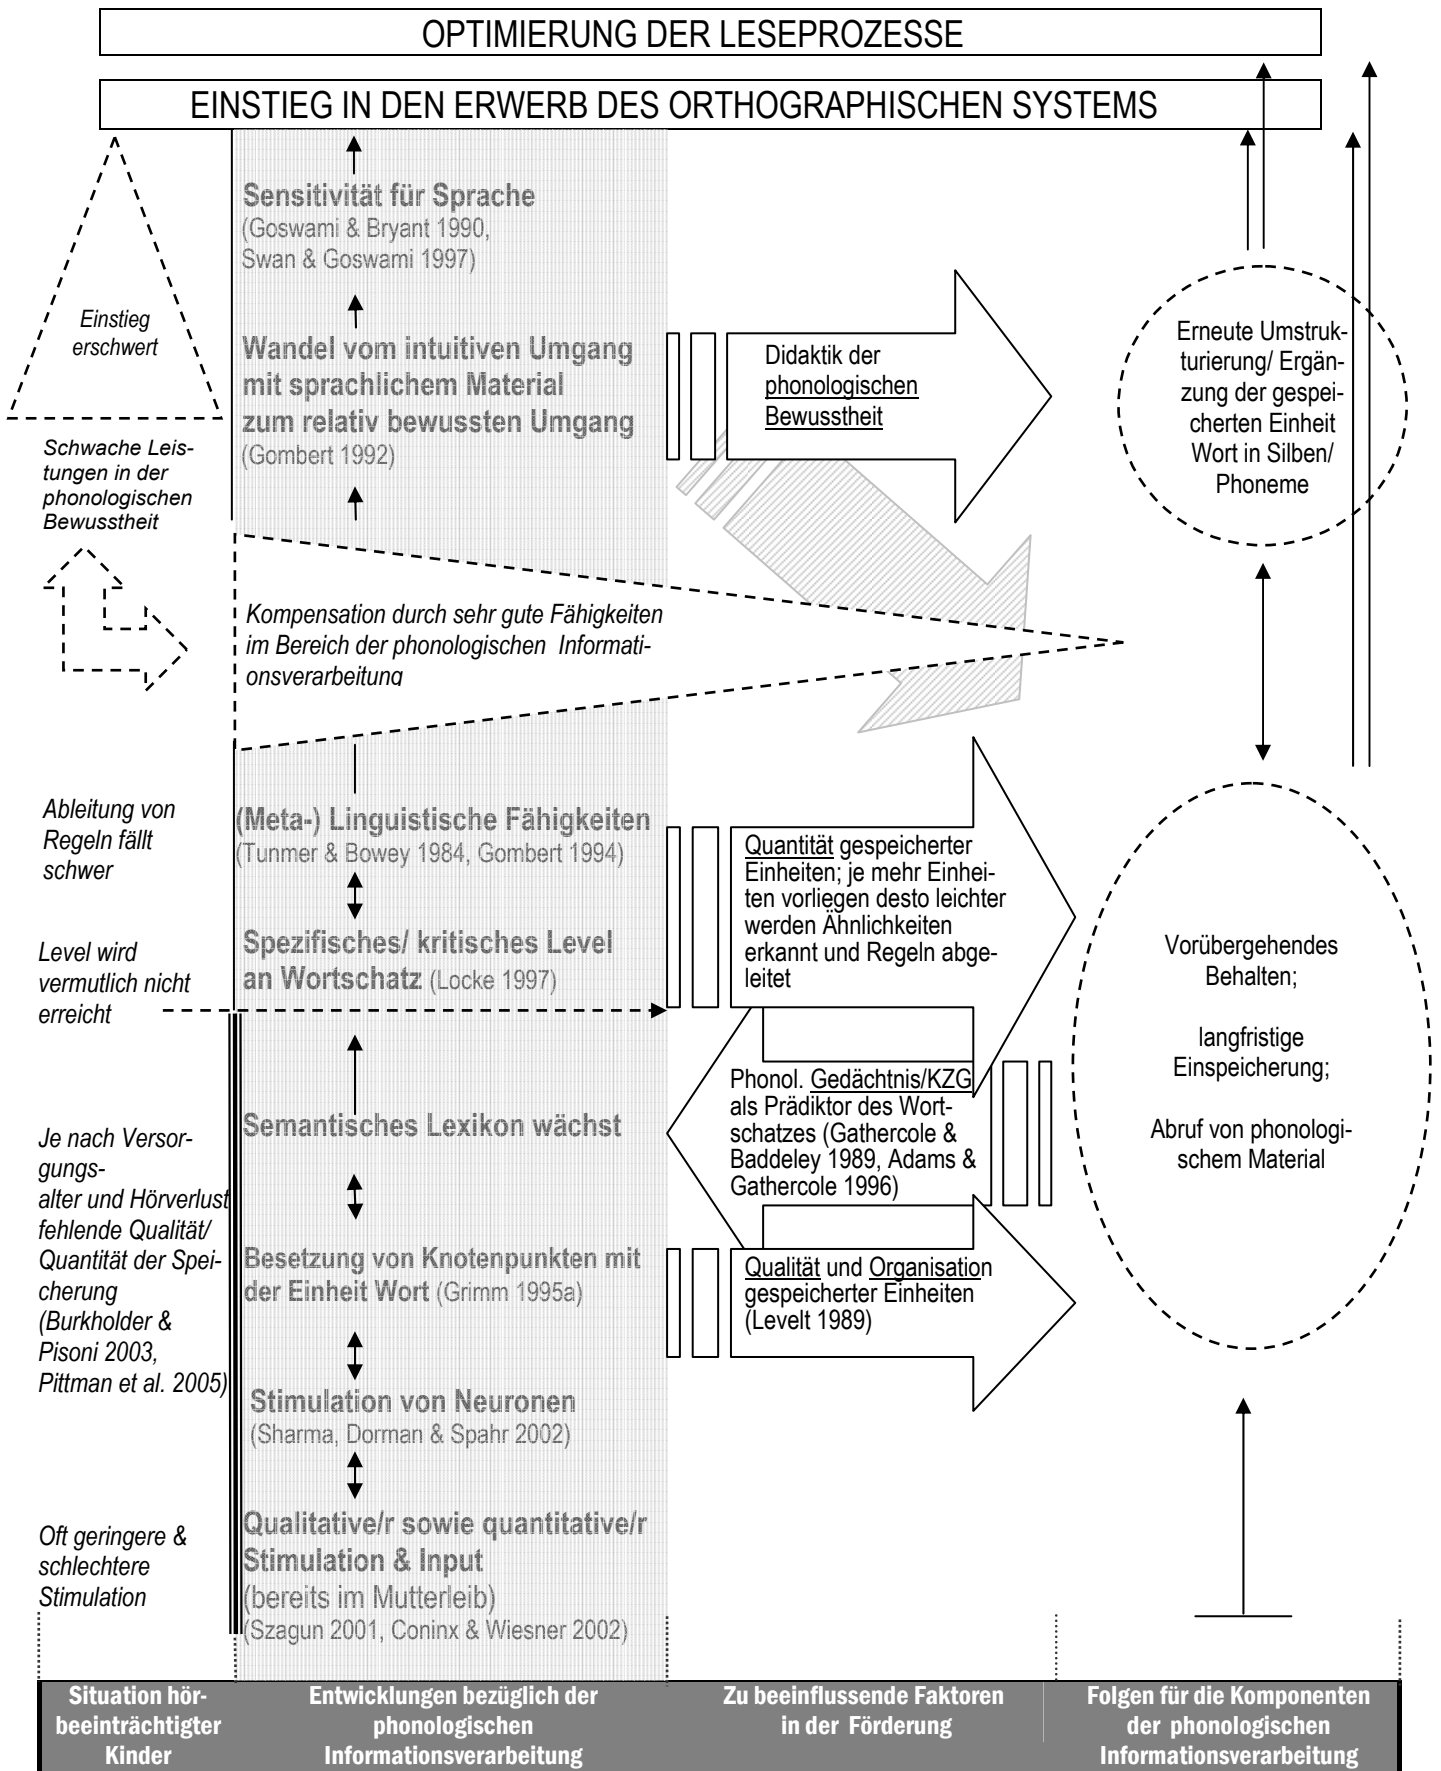 OPTIMIERUNG DER LESEPROZESSE
EINSTIEG IN DEN ERWERB DES ORTHOGRAPHISCHEN SYSTEMS
Einstieg
erschwert
Schwache Leis-
tungen in der
phonologischen
Bewusstheit
Ableitung von
Regeln fällt
schwer
Level wird
vermutlich nicht
erreicht
Je nach Versor-
gungs-
alter und Hörverlust
fehlende Qualität/
Quantität der Spei-
cherung
(Burkholder &
Pisoni 2003,
Pittman et al. 2005)
Oft geringere &
schlechtere
Stimulation
Sensitivität für Sprache
(Goswami & Bryant 1990,
Swan & Goswami 1997)
Wandel vom intuitiven Umgang
mit sprachlichem Material
zum relativ bewussten Umgang
(Gombert 1992)
Kompensation durch sehr gute Fähigkeiten
im Bereich der phonologischen Informati-
onsverarbeitung
(Meta-) Linguistische Fähigkeiten
(Tunmer & Bowey 1984, Gombert 1994)
Spezifisches/ kritisches Level
an Wortschatz (Locke 1997)
Semantisches Lexikon wächst
Besetzung von Knotenpunkten mit
der Einheit Wort (Grimm 1995a)
Stimulation von Neuronen
(Sharma, Dorman & Spahr 2002)
Qualitative/r sowie quantitative/r
Stimulation & Input
(bereits im Mutterleib)
(Szagun 2001, Coninx & Wiesner 2002)
Didaktik der
phonologischen
Bewusstheit
Quantität gespeicherter
Einheiten; je mehr Einhei-
ten vorliegen desto leichter
werden Ähnlichkeiten
erkannt und Regeln abge-
leitet
Phonol. Gedächtnis/KZG
als Prädiktor des Wort-
schatzes (Gathercole &
Baddeley 1989, Adams &
Gathercole 1996)
Qualität und Organisation
gespeicherter Einheiten
(Levelt 1989)
Erneute Umstruk-
turierung/ Ergän-
zung der gespei-
cherten Einheit
Wort in Silben/
Phoneme
Vorübergehendes
Behalten;
langfristige
Einspeicherung;
Abruf von phonologi-
schem Material
Situation hör-
beeinträchtigter
Kinder
Entwicklungen bezüglich der
phonologischen
Informationsverarbeitung
Zu beeinflussende Faktoren
in der Förderung
Folgen für die Komponenten
der phonologischen
Informationsverarbeitung